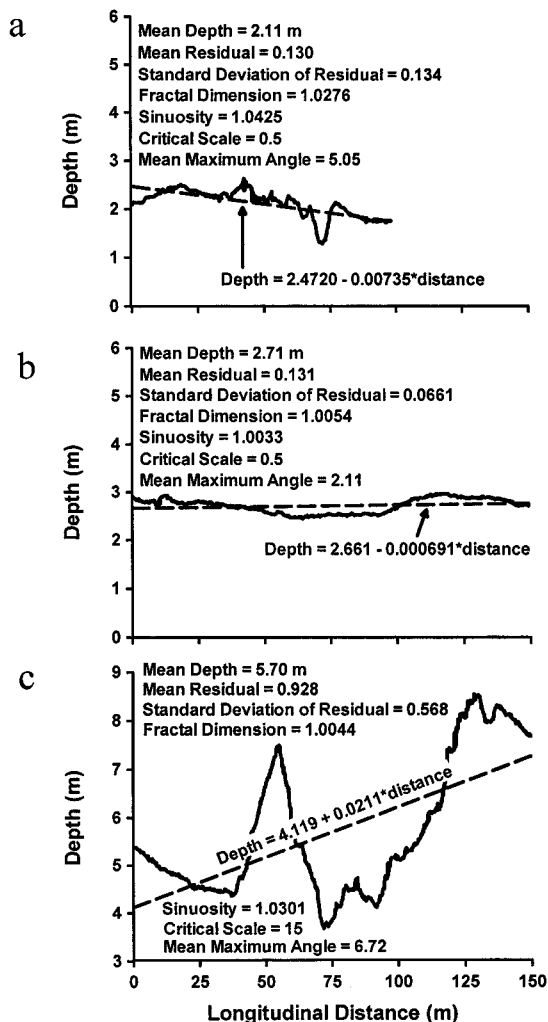 a
6
Mean Depth = 2.11 m
Mean Residual = 0.130
5
Standard Deviation of Residual = 0.134
Fractal Dimension = 1.0276
4
Sinuosity = 1.0425
Critical Scale = 0.5
3
Mean Maximum Angle = 5.05
Depth (m)
2
1
Depth = 2.4720 - 0.00735*distance
0
b
6
Mean Depth = 2.71 m
Mean Residual = 0.131
5
Standard Deviation of Residual = 0.0661
Fractal Dimension = 1.0054
4
Sinuosity = 1.0033
Critical Scale = 0.5
Mean Maximum Angle = 2.11
3
Depth (m)
2
Depth = 2.661 - 0.000691*distance
1
0
c
9
Mean Depth = 5.70 m
Mean Residual = 0.928
Standard Deviation of Residual = 0.568
8
Fractal Dimension = 1.0044
7
Depth (m)
6
Depth = 4.119 + 0.0211*distance
5
4
Sinuosity = 1.0301
Critical Scale = 15
Mean Maximum Angle = 6.72
3
0 25 50 75 100 125 150
Longitudinal Distance (m)